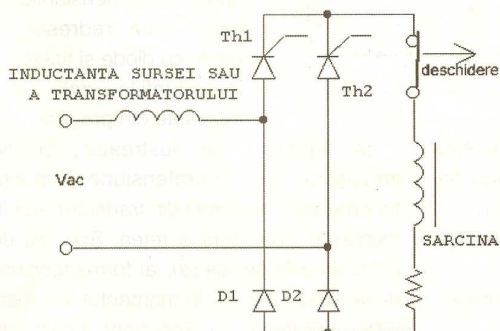 Th1
INDUCTANTA SURSEI SAU
A TRANSFORMATORULUI
deschidere
Th2
Vac
SARCINA
D1 D2